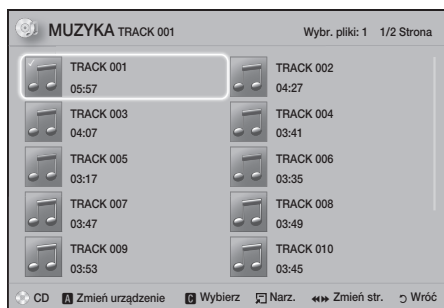 MUZYKA TRACK 001 Wybr. pliki: 1 1/2 Strona
TRACK 001 TRACK 002
05:57 04:27
TRACK 003 TRACK 004
04:07 03:41
TRACK 005 TRACK 006
03:17 03:35
TRACK 007 TRACK 008
03:47 03:49
TRACK 009 TRACK 010
03:53 03:45
CD A Zmień urządzenie C Wybierz Narz. Zmień str. Wróć